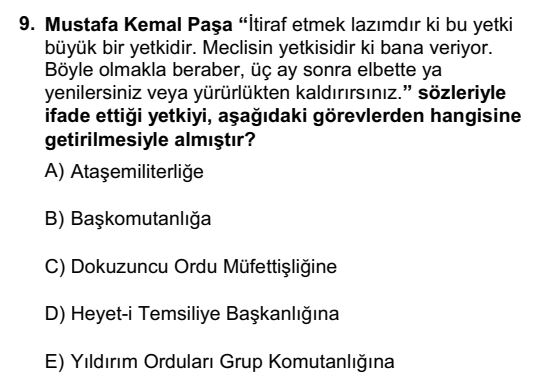 9. Mustafa Kemal Paşa “İtiraf etmek lazımdır ki bu yetki
büyük bir yetkidir. Meclisin yetkisidir ki bana veriyor.
Böyle olmakla beraber, üç ay sonra elbette ya
yenilersiniz veya yürürlükten kaldırırsınız.” sözleriyle
ifade ettiği yetkiyi, aşağıdaki görevlerden hangisine
getirilmesiyle almıştır?
A) Ataşemiliterliğe
B) Başkomutanlığa
C) Dokuzuncu Ordu Müfettişliğine
D) Heyet-i Temsiliye Başkanlığına
E) Yıldırım Orduları Grup Komutanlığına